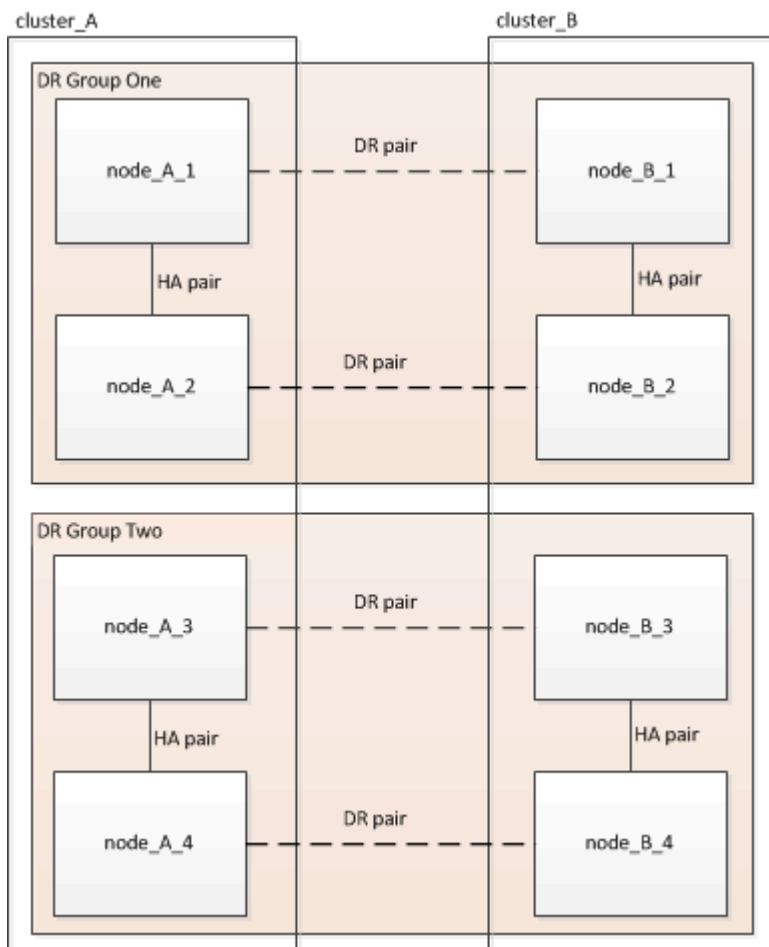 cluster_A
cluster_B
DR Group One
node_A_1
DR pair
node_B_1
HA pair
HA pair
node_A_2
DR pair
node_B_2
DR Group Two
node_A_3
DR pair
node_B_3
HA pair
HA pair
node_A_4
DR pair
node_B_4